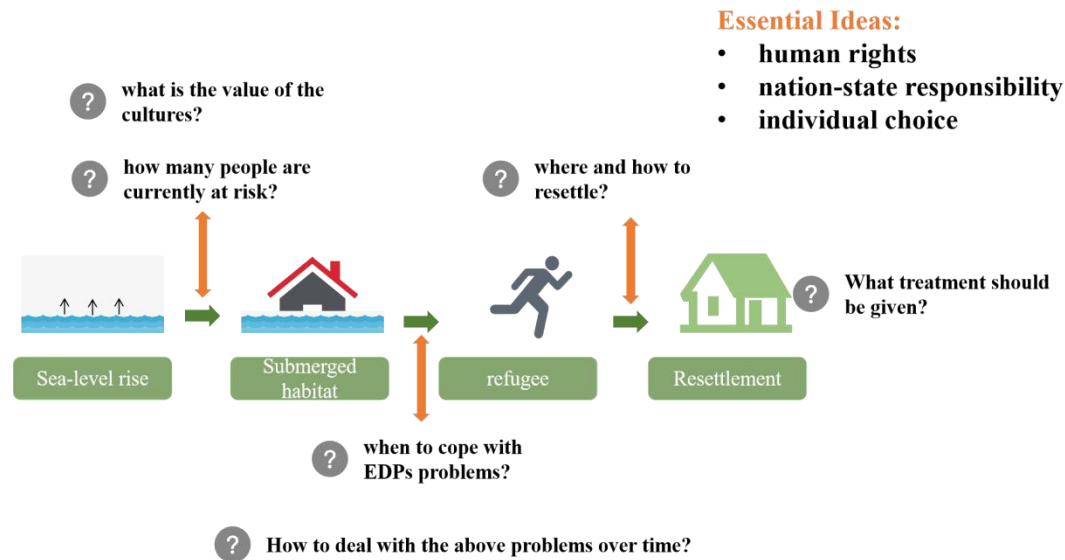 Essential Ideas:
• human rights
• nation-state responsibility
• individual choice
? what is the value of the
cultures?
? how many people are
currently at risk?
? where and how to
resettle?
? What treatment should
be given?
Sea-level rise
Submerged
habitat
refugee
Resettlement
? when to cope with
EDPs problems?
? How to deal with the above problems over time?